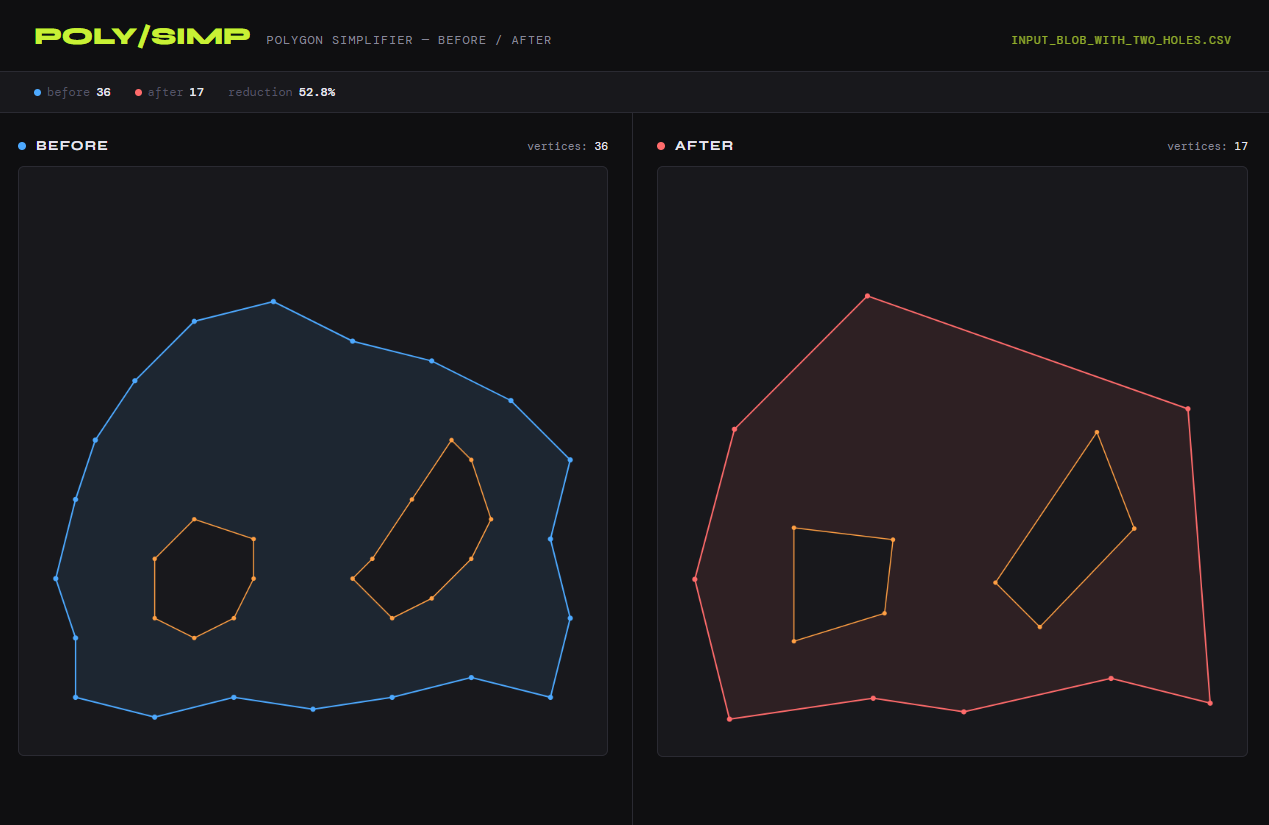 POLY/SIMP POLYGON SIMPLIFIER — BEFORE / AFTER INPUT_BLOB_WITH_TWO_HOLES.CSV
before 36 after 17 reduction 52.8%
BEFORE vertices: 36
AFTER vertices: 17